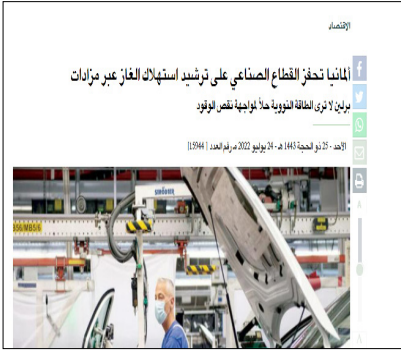 الإقتصاد
ألمانيا تحفز القطاع الصناعي على ترشيد استهلاك الغاز عبر مزادات
برلين لا ترى الطاقة النووية حلاً لمواجهة نقص الوقود
الأحد - 25 ذو الحجة 1443 هـ - 24 يوليو 2022 مـ رقم العدد [ 15944]